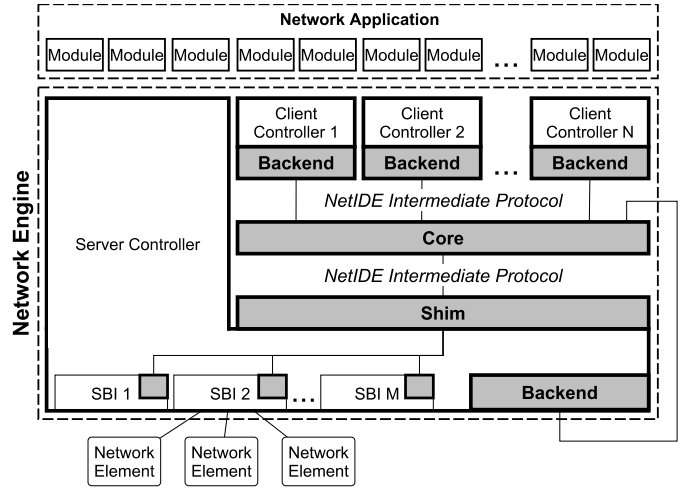 Network Application
Module Module Module Module Module Module Module ... Module Module
Network Engine
Client
Controller 1
Client
Controller 2
Client
Controller N
Backend Backend ... Backend
NetIDE Intermediate Protocol
Server Controller
Core
NetIDE Intermediate Protocol
Shim
SBI 1 SBI 2 ... SBI M
Backend
Network
Element
Network
Element
Network
Element